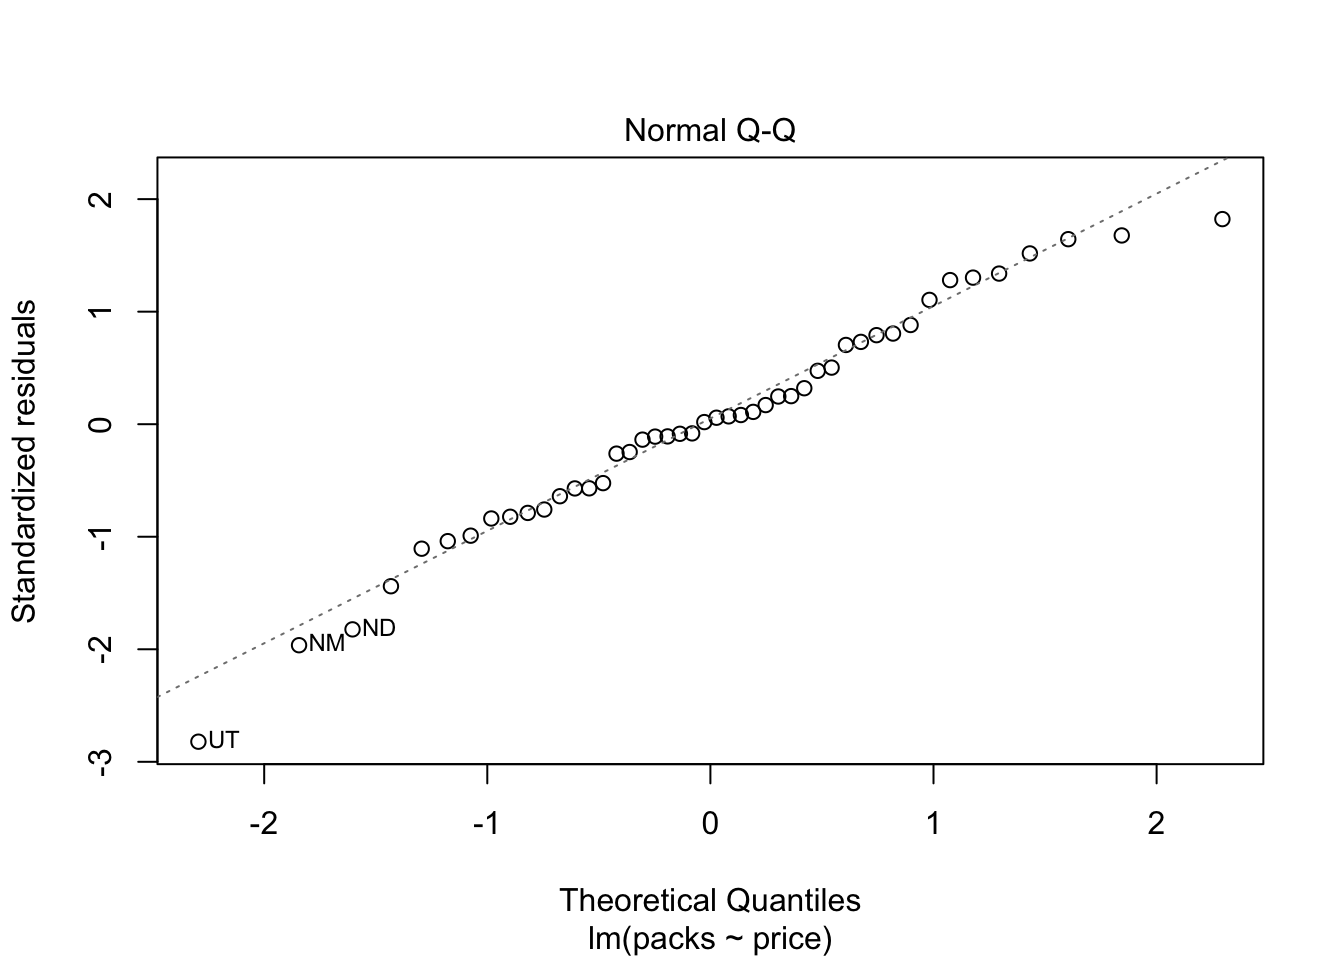 Normal Q-Q
Standardized residuals
2
1
0
-1
-2
-3
NM
ND
UT
-2 -1 0 1 2
Theoretical Quantiles
lm(packs ~ price)